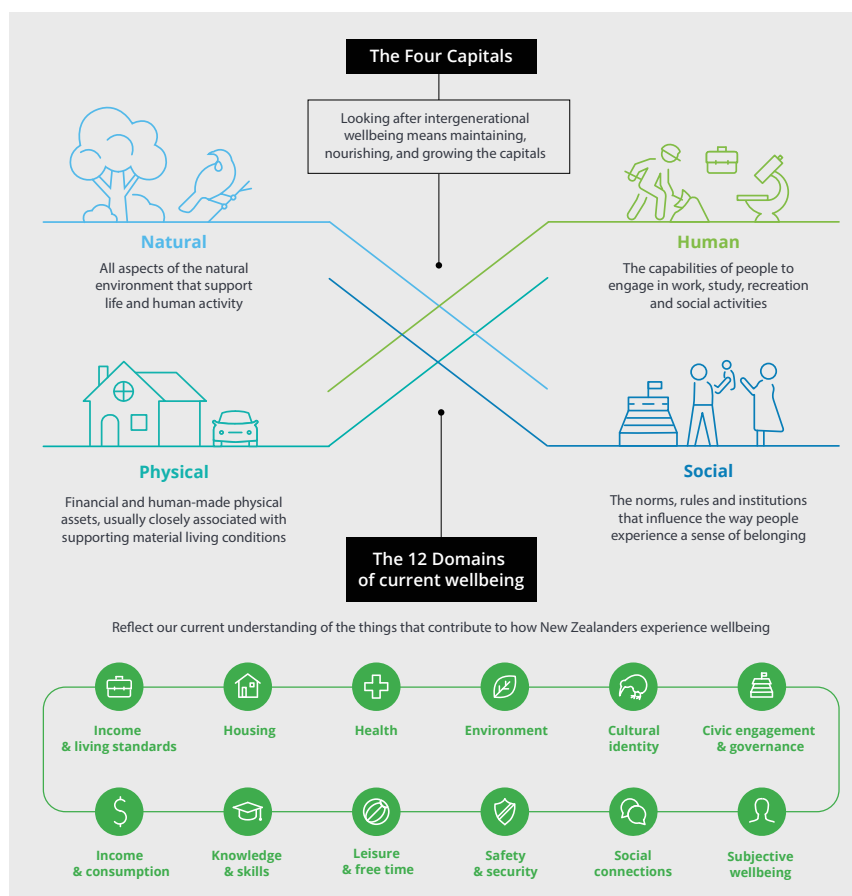 The Four Capitals
Looking after intergenerational
wellbeing means maintaining,
nourishing, and growing the capitals
Natural
All aspects of the natural
environment that support
life and human activity
Human
The capabilities of people to
engage in work, study, recreation
and social activities
Physical
Financial and human-made physical
assets, usually closely associated with
supporting material living conditions
Social
The norms, rules and institutions
that influence the way people
experience a sense of belonging
The 12 Domains
of current wellbeing
Reflect our current understanding of the things that contribute to how New Zealanders experience wellbeing
Income
& living standards
Housing
Health
Environment
Cultural
identity
Civic engagement
& governance
Income
& consumption
Knowledge
& skills
Leisure
& free time
Safety
& security
Social
connections
Subjective
wellbeing